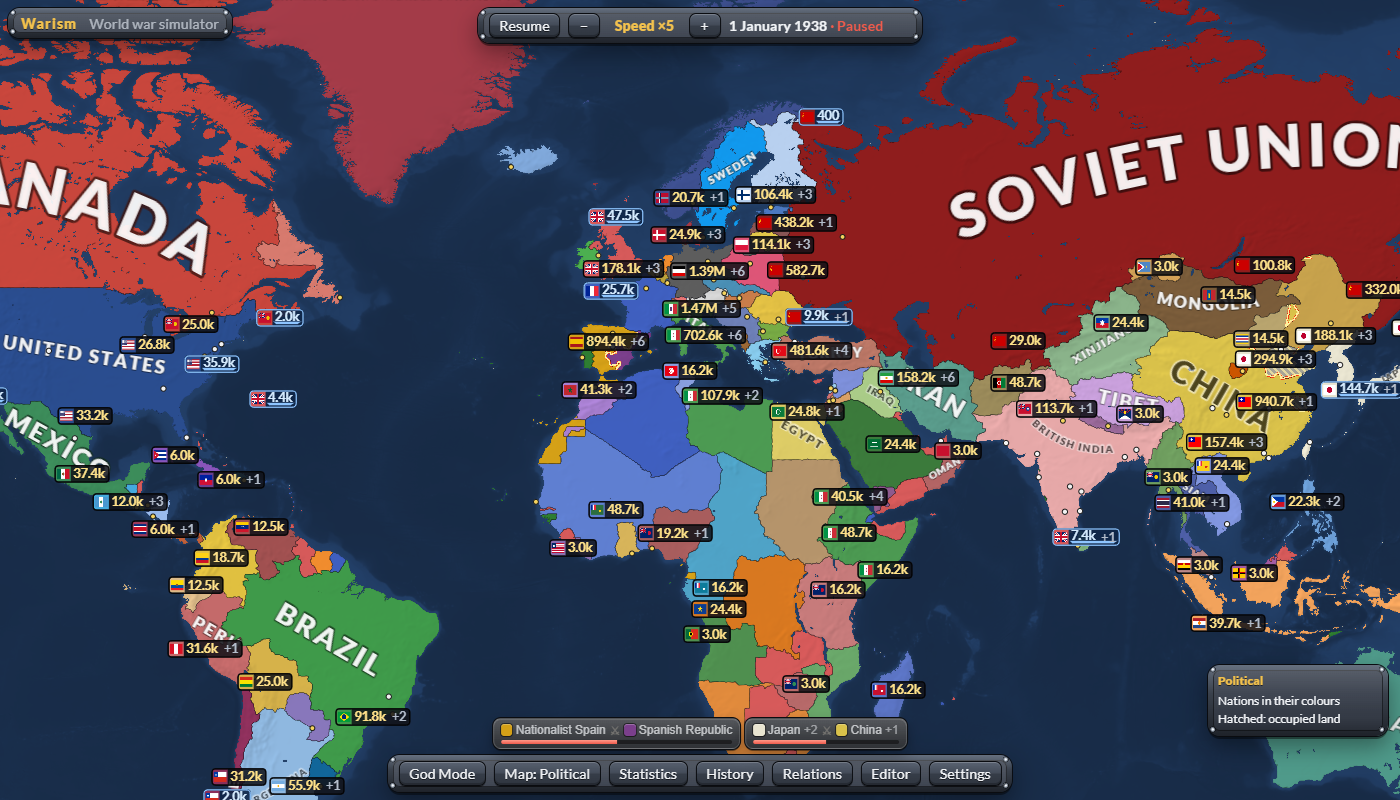 Warism World war simulator
Resume − Speed ×5 + 1 January 1938 · Paused
400
SOVIET UNION
SWEDEN
20.7k +1
106.4k +3
47.5k
438.2k +1
24.9k +3
114.1k +3
178.1k +3
1.39M +6
582.7k
25.7k
3.0k
100.8k
14.5k
MONGOLIA
332.0k
CANADA
2.0k
25.0k
26.8k
35.9k
UNITED STATES
4.4k
33.2k
MEXICO
37.4k
6.0k
6.0k +1
12.0k +3
6.0k +1
12.5k
18.7k
12.5k
1.47M +5
9.9k +1
894.4k +6
702.6k +6
481.6k +4
16.2k
41.3k +2
107.9k +2
24.8k +1
EGYPT
158.2k +6
IRAQ
IRAN
24.4k
3.0k
OMAN
29.0k
48.7k
24.4k
XINJIANG
14.5k
188.1k +3
294.9k +3
144.7k +1
CHINA
940.7k +1
TIBET
113.7k +1
3.0k
BRITISH INDIA
157.4k +3
24.4k
3.0k
41.0k +1
22.3k +2
7.4k +1
3.0k
3.0k
39.7k +1
48.7k
19.2k +1
3.0k
40.5k +4
48.7k
16.2k
16.2k
16.2k
24.4k
3.0k
3.0k
16.2k
BRAZIL
PERU
31.6k +1
25.0k
91.8k +2
31.2k
55.9k +1
2.0k
Political
Nations in their colours
Hatched: occupied land
Nationalist Spain ⚔ Spanish Republic
Japan +2 ⚔ China +1
God Mode Map: Political Statistics History Relations Editor Settings